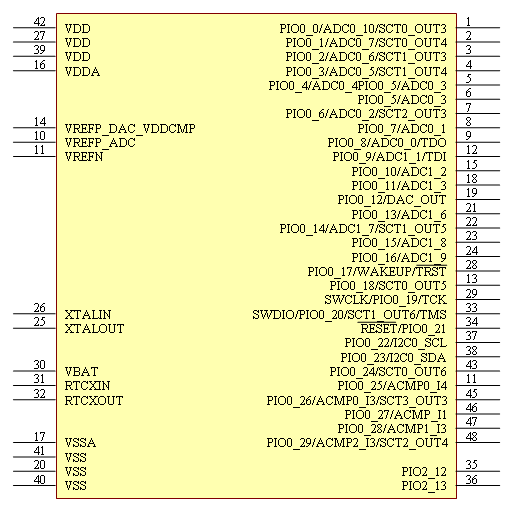 42 VDD PIO0_0/ADC0_10/SCT0_OUT3 1
27 VDD PIO0_1/ADC0_7/SCT0_OUT4 2
39 VDD PIO0_2/ADC0_6/SCT1_OUT3 3
16 VDDA PIO0_3/ADC0_5/SCT1_OUT4 4
PIO0_4/ADC0_4PIO0_5/ADC0_3 5
PIO0_5/ADC0_3 6
PIO0_6/ADC0_2/SCT2_OUT3 7
14 VREFP_DAC_VDDCMP PIO0_7/ADC0_1 8
10 VREFP_ADC PIO0_8/ADC0_0/TDO 9
11 VREFN PIO0_9/ADC1_1/TDI 12
PIO0_10/ADC1_2 15
PIO0_11/ADC1_3 18
PIO0_12/DAC_OUT 19
PIO0_13/ADC1_6 21
PIO0_14/ADC1_7/SCT1_OUT5 22
PIO0_15/ADC1_8 23
PIO0_16/ADC1_9 24
PIO0_17/WAKEUP/TRST 28
PIO0_18/SCT0_OUT5 13
SWCLK/PIO0_19/TCK 29
26 XTALIN SWDIO/PIO0_20/SCT1_OUT6/TMS 33
25 XTALOUT RESET/PIO0_21 34
PIO0_22/I2C0_SCL 37
PIO0_23/I2C0_SDA 38
30 VBAT PIO0_24/SCT0_OUT6 43
31 RTCXIN PIO0_25/ACMP0_I4 11
32 RTCXOUT PIO0_26/ACMP0_I3/SCT3_OUT3 45
PIO0_27/ACMP_I1 46
PIO0_28/ACMP1_I3 47
17 VSSA PIO0_29/ACMP2_I3/SCT2_OUT4 48
41 VSS
20 VSS PIO2_12 35
40 VSS PIO2_13 36